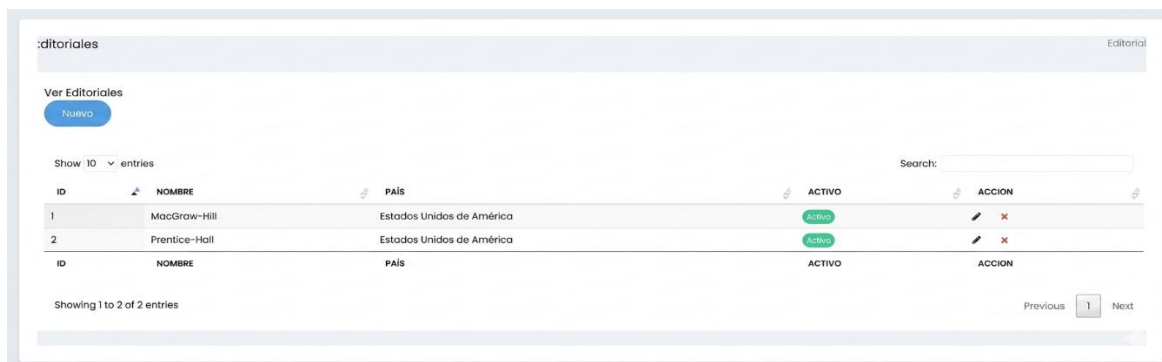 :ditoriales Editorial
Ver Editoriales
Nuevo
Show 10 entries Search:
ID NOMBRE PAÍS ACTIVO ACCION
1 MacGraw-Hill Estados Unidos de América Activo
2 Prentice-Hall Estados Unidos de América Activo
ID NOMBRE PAÍS ACTIVO ACCION
Showing 1 to 2 of 2 entries Previous 1 Next